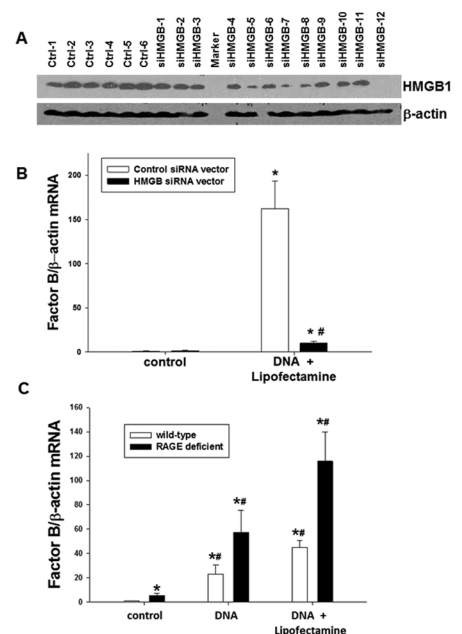 A
Ctrl-1
Ctrl-2
Ctrl-3
Ctrl-4
Ctrl-5
Ctrl-6
siHMGB-1
siHMGB-2
siHMGB-3
Marker
siHMGB-4
siHMGB-5
siHMGB-6
siHMGB-7
siHMGB-8
siHMGB-9
siHMGB-10
siHMGB-11
siHMGB-12
HMGB1
β-actin
B
Factor B/β-actin mRNA
200
150
100
50
0
Control siRNA vector
HMGB siRNA vector
*
* #
control
DNA +
Lipofectamine
C
Factor B/β-actin mRNA
160
140
120
100
80
60
40
20
0
wild-type
RAGE deficient
*
*#
*#
*#
*#
control
DNA
DNA +
Lipofectamine